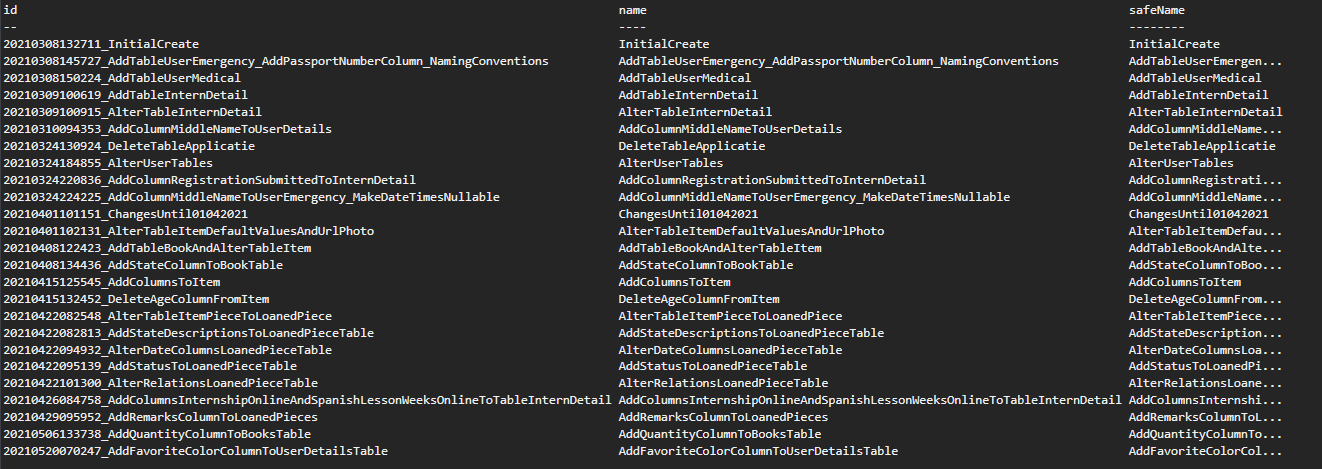 id name safeName
-- ---- --------
20210308132711_InitialCreate InitialCreate InitialCreate
20210308145727_AddTableUserEmergency_AddPassportNumberColumn_NamingConventions AddTableUserEmergency_AddPassportNumberColumn_NamingConventions AddTableUserEmergen...
20210308150224_AddTableUserMedical AddTableUserMedical AddTableUserMedical
20210309100619_AddTableInternDetail AddTableInternDetail AddTableInternDetail
20210309100915_AlterTableInternDetail AlterTableInternDetail AlterTableInternDetail
20210310094353_AddColumnMiddleNameToUserDetails AddColumnMiddleNameToUserDetails AddColumnMiddleName...
20210324130924_DeleteTableApplicatie DeleteTableApplicatie DeleteTableApplicatie
20210324184855_AlterUserTables AlterUserTables AlterUserTables
20210324220836_AddColumnRegistrationSubmittedToInternDetail AddColumnRegistrationSubmittedToInternDetail AddColumnRegistrati...
20210324224225_AddColumnMiddleNameToUserEmergency_MakeDateTimesNullable AddColumnMiddleNameToUserEmergency_MakeDateTimesNullable AddColumnMiddleName...
20210401101151_ChangesUntil01042021 ChangesUntil01042021 ChangesUntil01042021
20210401102131_AlterTableItemDefaultValuesAndUrlPhoto AlterTableItemDefaultValuesAndUrlPhoto AlterTableItemDefau...
20210408122423_AddTableBookAndAlterTableItem AddTableBookAndAlterTableItem AddTableBookAndAlte...
20210408134436_AddStateColumnToBookTable AddStateColumnToBookTable AddStateColumnToBoo...
20210415125545_AddColumnsToItem AddColumnsToItem AddColumnsToItem
20210415132452_DeleteAgeColumnFromItem DeleteAgeColumnFromItem DeleteAgeColumnFrom...
20210422082548_AlterTableItemPieceToLoanedPiece AlterTableItemPieceToLoanedPiece AlterTableItemPiece...
20210422082813_AddStateDescriptionsToLoanedPieceTable AddStateDescriptionsToLoanedPieceTable AddStateDescription...
20210422094932_AlterDateColumnsLoanedPieceTable AlterDateColumnsLoanedPieceTable AlterDateColumnsLoa...
20210422095139_AddStatusToLoanedPieceTable AddStatusToLoanedPieceTable AddStatusToLoanedPi...
20210422101300_AlterRelationsLoanedPieceTable AlterRelationsLoanedPieceTable AlterRelationsLoane...
20210426084758_AddColumnsInternshipOnlineAndSpanishLessonWeeksOnlineToTableInternDetail AddColumnsInternshipOnlineAndSpanishLessonWeeksOnlineToTableInternDetail AddColumnsInternshi...
20210429095952_AddRemarksColumnToLoanedPieces AddRemarksColumnToLoanedPieces AddRemarksColumnToL...
20210506133738_AddQuantityColumnToBooksTable AddQuantityColumnToBooksTable AddQuantityColumnTo...
20210520070247_AddFavoriteColorColumnToUserDetailsTable AddFavoriteColorColumnToUserDetailsTable AddFavoriteColorCol...